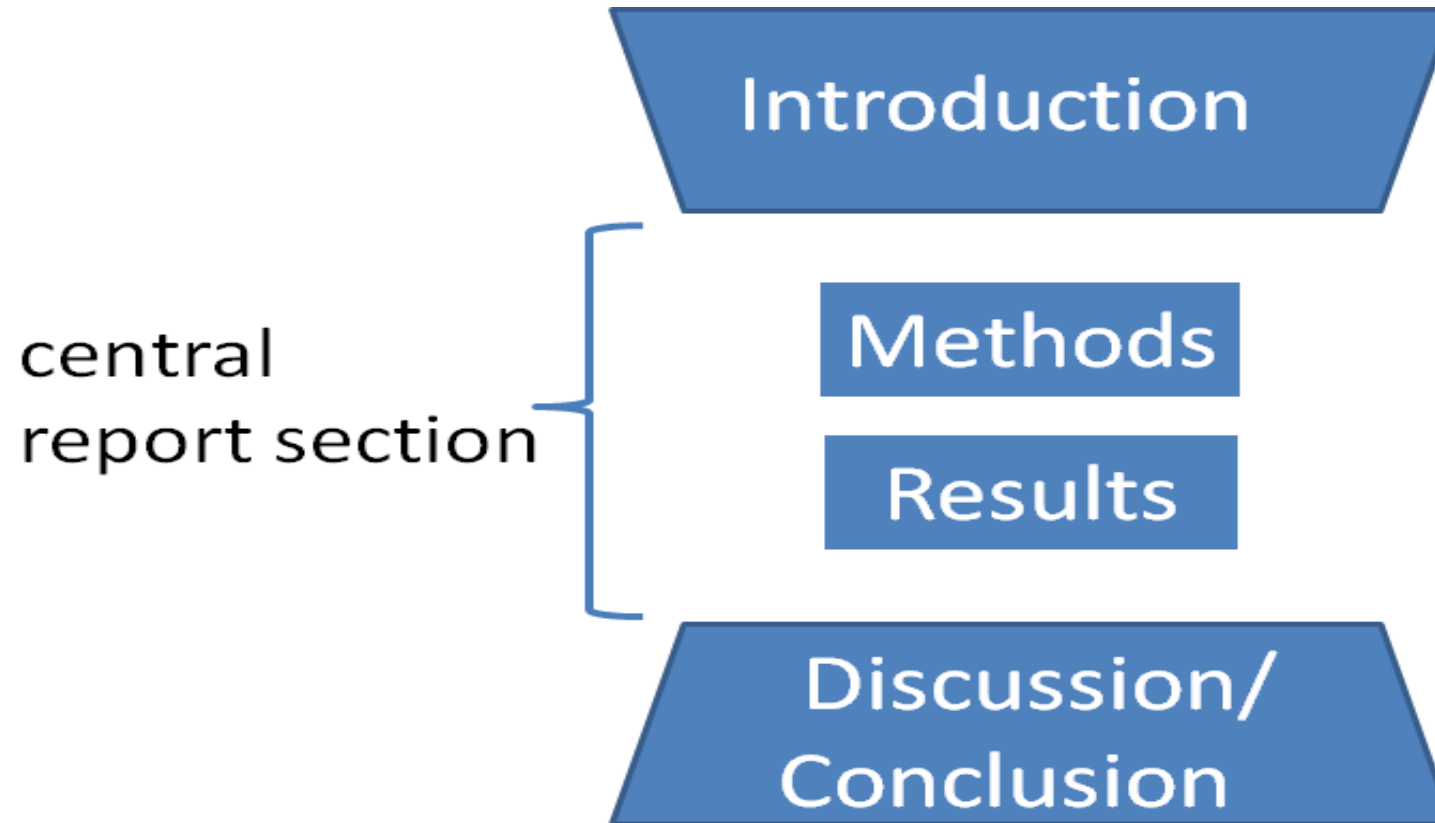 Introduction
central
report section
Methods
Results
Discussion/
Conclusion